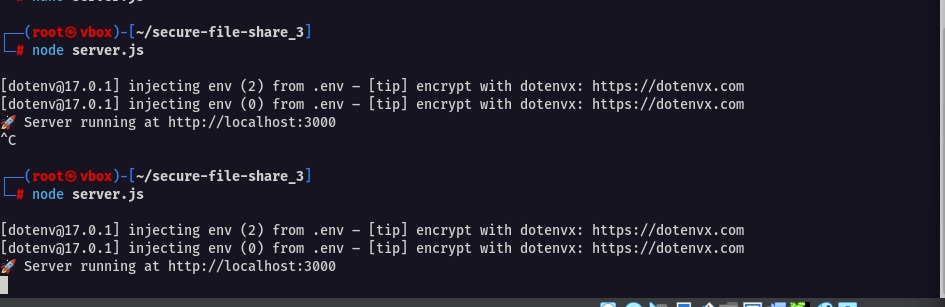 ┌──(root㉿vbox)-[~/secure-file-share_3]
└─# node server.js
[dotenv@17.0.1] injecting env (2) from .env – [tip] encrypt with dotenvx: https://dotenvx.com
[dotenv@17.0.1] injecting env (0) from .env – [tip] encrypt with dotenvx: https://dotenvx.com
🚀 Server running at http://localhost:3000
^C
┌──(root㉿vbox)-[~/secure-file-share_3]
└─# node server.js
[dotenv@17.0.1] injecting env (2) from .env – [tip] encrypt with dotenvx: https://dotenvx.com
[dotenv@17.0.1] injecting env (0) from .env – [tip] encrypt with dotenvx: https://dotenvx.com
🚀 Server running at http://localhost:3000